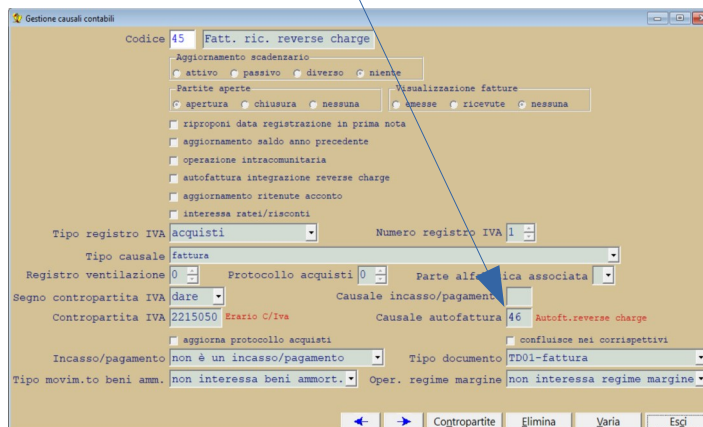 Gestione causali contabili
Codice 45 Fatt. ric. reverse charge
Aggiornamento scadenzario
attivo passivo diverso niente
Partite aperte Visualizzazione fatture
apertura chiusura nessuna emesse ricevute nessuna
riproponi data registrazione in prima nota
aggiornamento saldo anno precedente
operazione intracomunitaria
autofattura integrazione reverse charge
aggiornamento ritenute acconto
interessa ratei/risconti
Tipo registro IVA acquisti Numero registro IVA 1
Tipo causale fattura
Registro ventilazione 0 Protocollo acquisti 0 Parte alfabetica associata
Segno contropartita IVA dare Causale incasso/pagamento
Contropartita IVA 2215050 Erario C/Iva Causale autofattura 46 Autoft.reverse charge
aggiorna protocollo acquisti confluisce nei corrispettivi
Incasso/pagamento non è un incasso/pagamento Tipo documento TD01-fattura
Tipo movim.to beni amm. non interessa beni ammort. Oper. regime margine non interessa regime margine
Contropartite Elimina Varia Esci